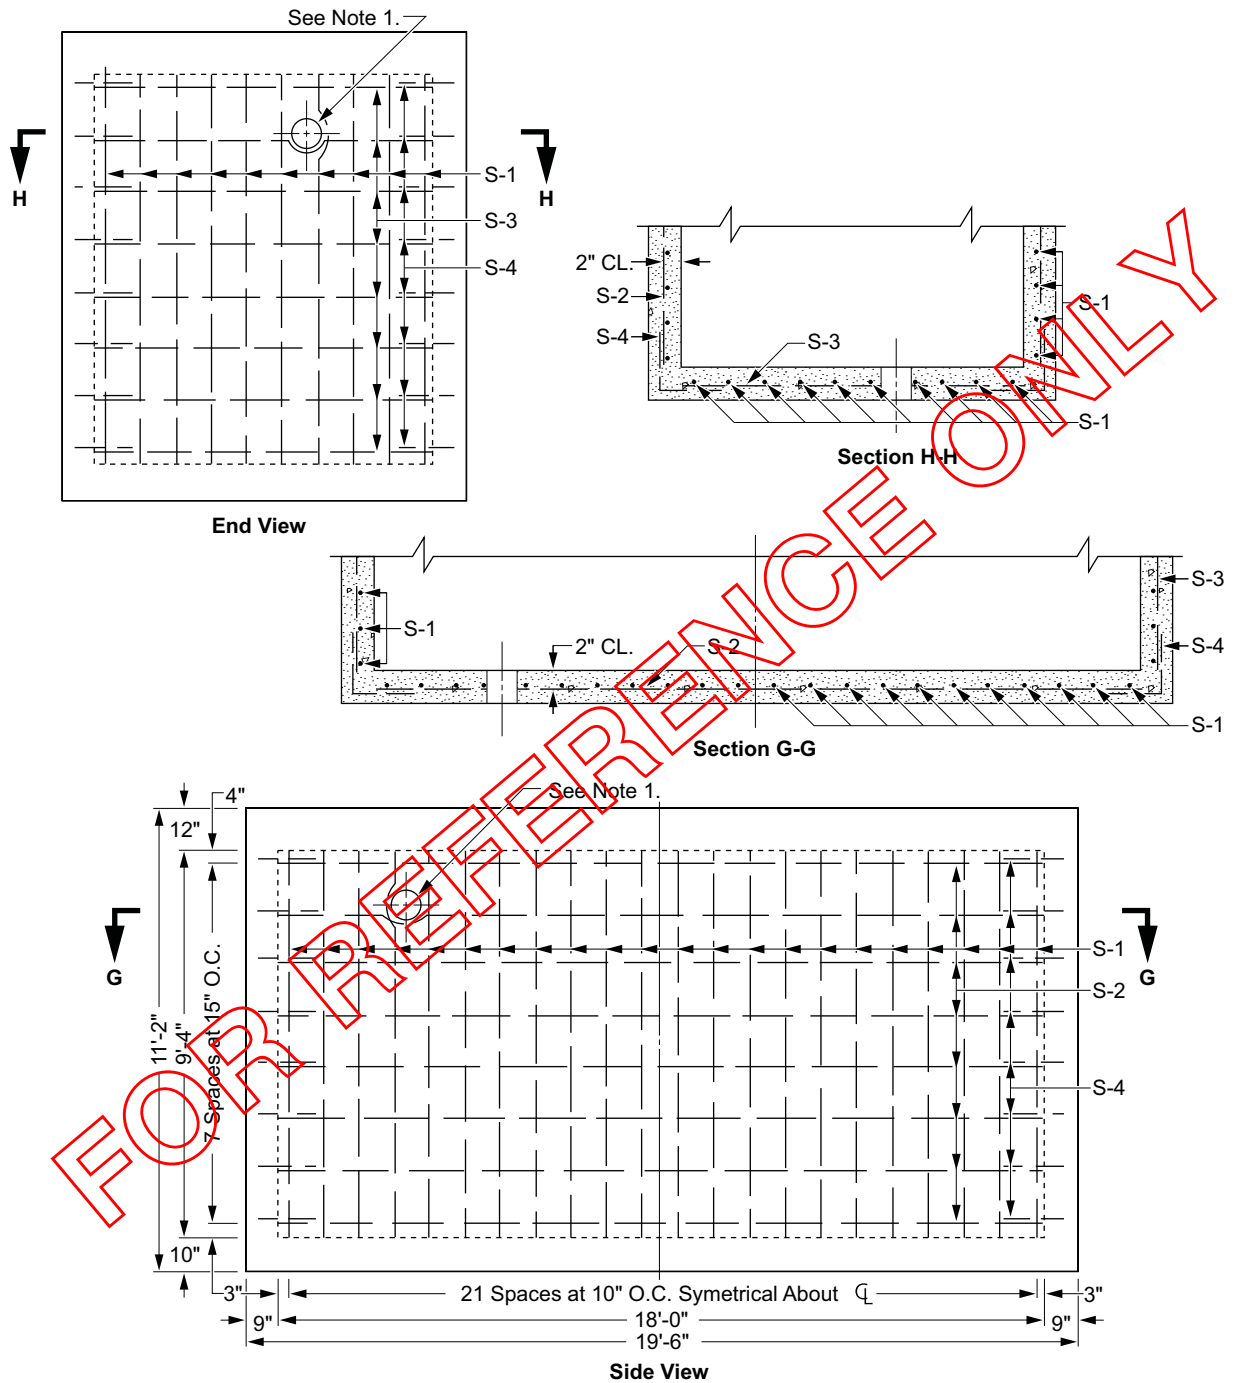 See Note 1.
H
H
S-1
S-3
S-4
End View
2" CL.
S-2
S-4
S-3
S-1
S-1
Section H-H
S-1
2" CL.
S-2
S-3
S-4
S-1
Section G-G
See Note 1.
4"
12"
11'-2"
9'-4"
7 Spaces at 15" O.C.
10"
G
G
S-1
S-2
S-4
3"
21 Spaces at 10" O.C. Symetrical About ℄
3"
9"
18'-0"
9"
19'-6"
Side View
FOR REFERENCE ONLY